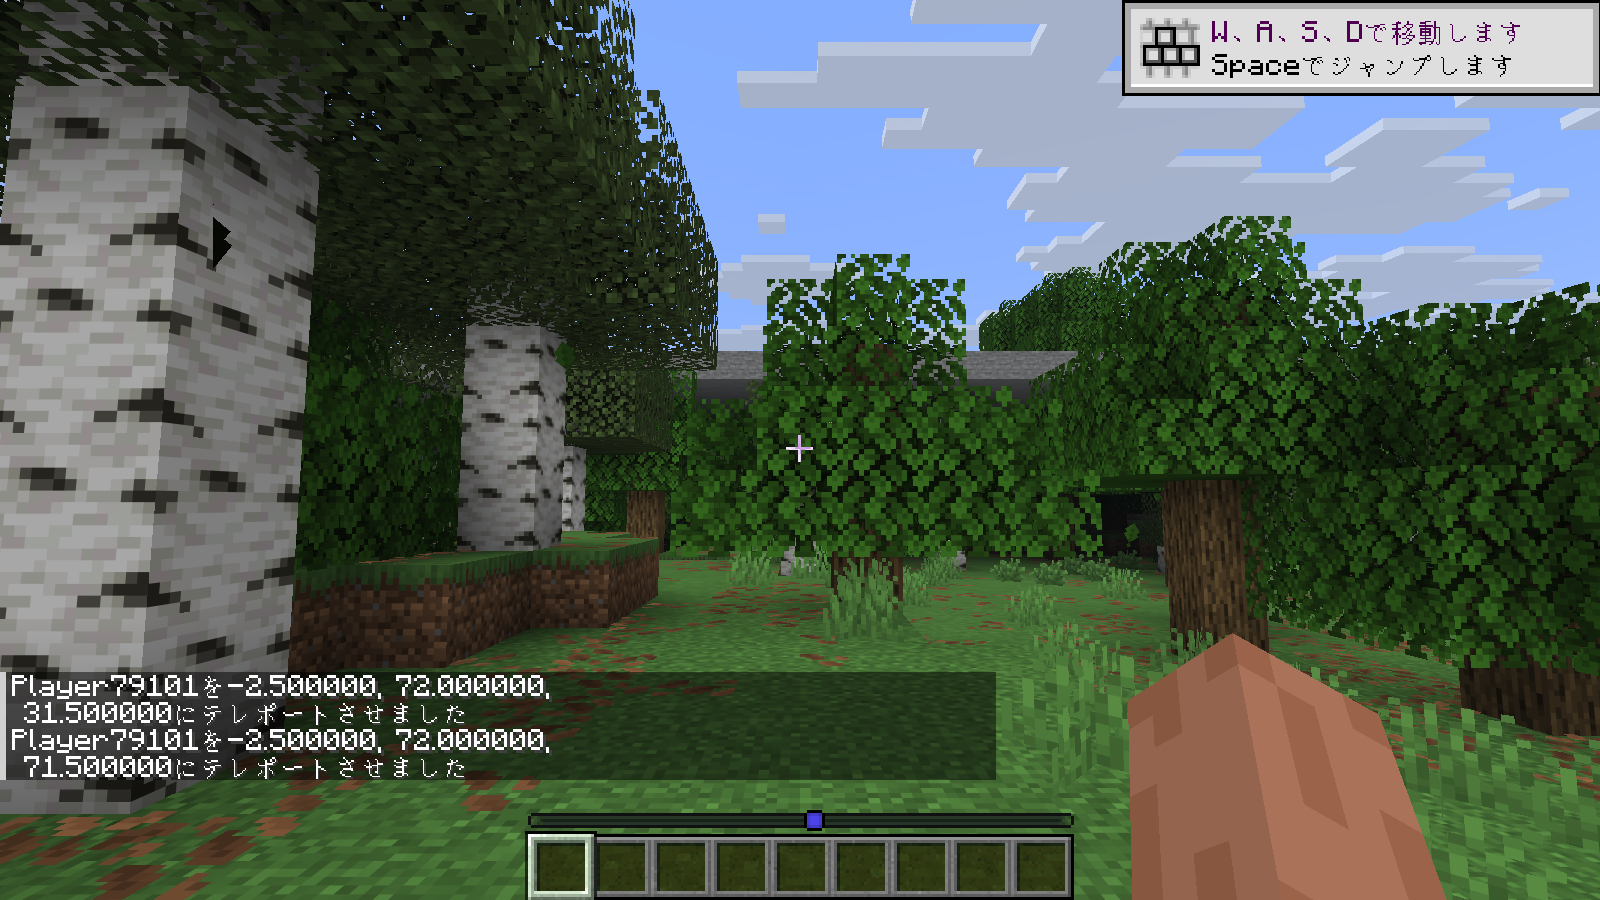 W、A、S、Dで移動します
Spaceでジャンプします
Player79101を-2.500000, 72.000000,
31.500000にテレポートさせました
Player79101を-2.500000, 72.000000,
71.500000にテレポートさせました